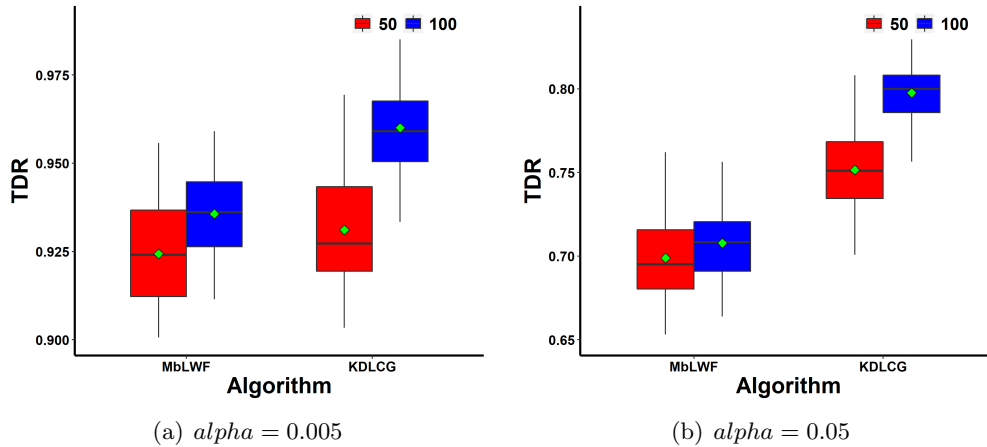 50 100
0.975
0.950
0.925
0.900
TDR
MbLWF KDLCG
Algorithm
(a) alpha = 0.005
50 100
0.80
0.75
0.70
0.65
TDR
MbLWF KDLCG
Algorithm
(b) alpha = 0.05